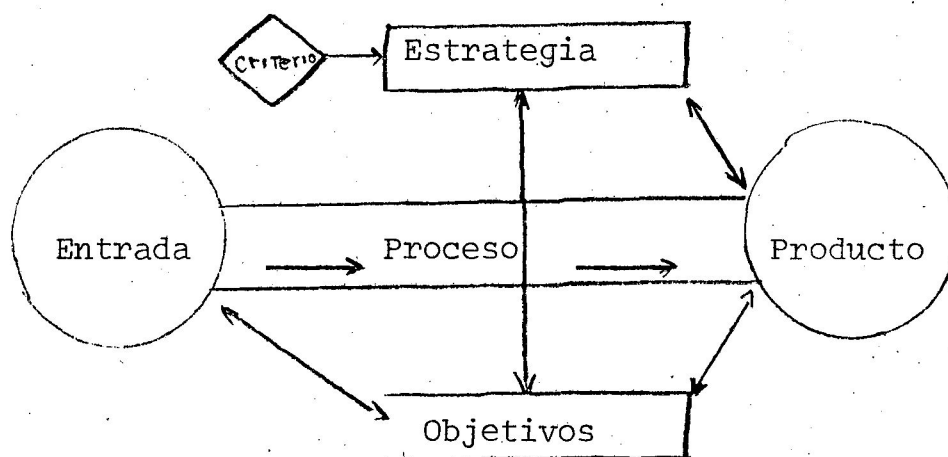 Criterio
Estrategia
Entrada
Proceso
Producto
Objetivos